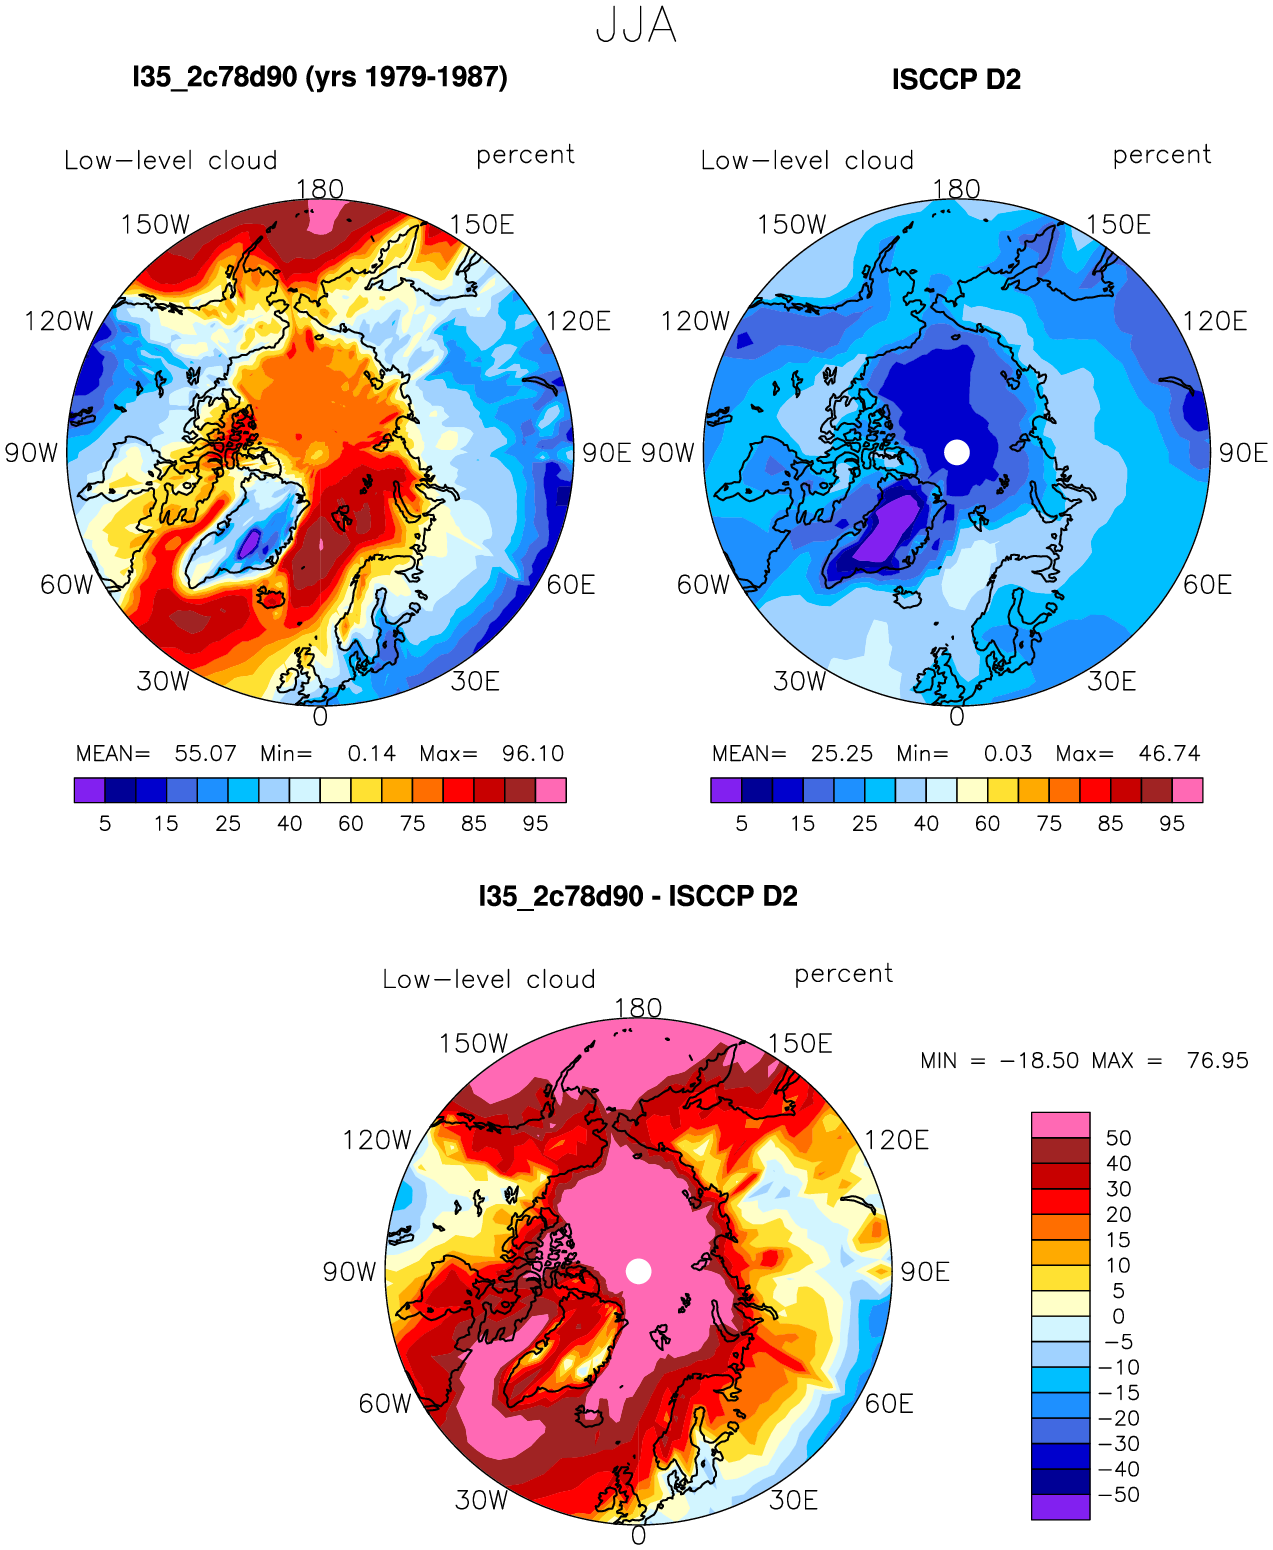 JJA
I35_2c78d90 (yrs 1979-1987)
ISCCP D2
Low-level cloud percent
Low-level cloud percent
180
150W 150E
120W 120E
90W 90E
60W 60E
30W 30E
0
180
150W 150E
120W 120E
90W 90E
60W 60E
30W 30E
0
MEAN= 55.07 Min= 0.14 Max= 96.10
5 15 25 40 60 75 85 95
MEAN= 25.25 Min= 0.03 Max= 46.74
5 15 25 40 60 75 85 95
I35_2c78d90 - ISCCP D2
Low-level cloud percent
180
150W 150E
120W 120E
90W 90E
60W 60E
30W 30E
0
MIN = -18.50 MAX = 76.95
50
40
30
20
15
10
5
0
-5
-10
-15
-20
-30
-40
-50